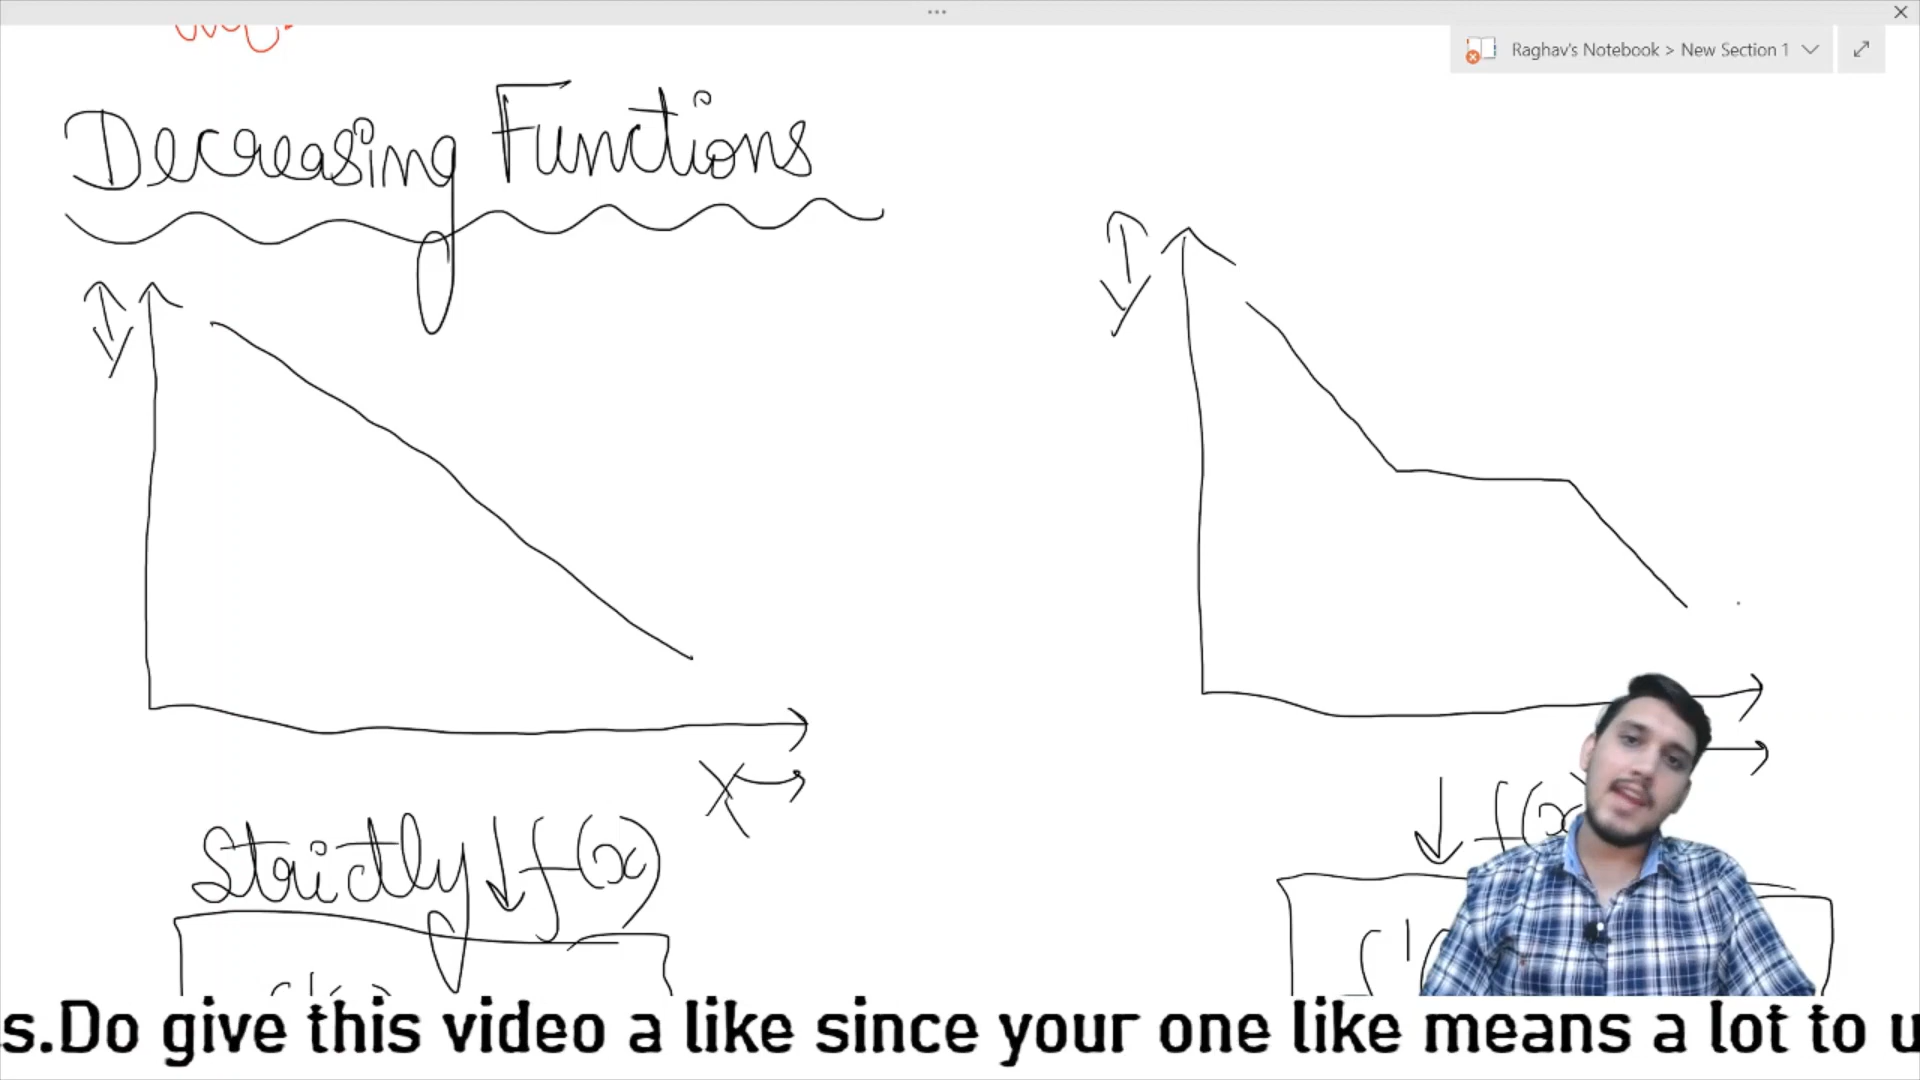 Raghav's Notebook > New Section 1
Decreasing Functions
y
y
X
Strictly ↓ f(x)
↓ f(x)
s.Do give this video a like since your one like means a lot to u